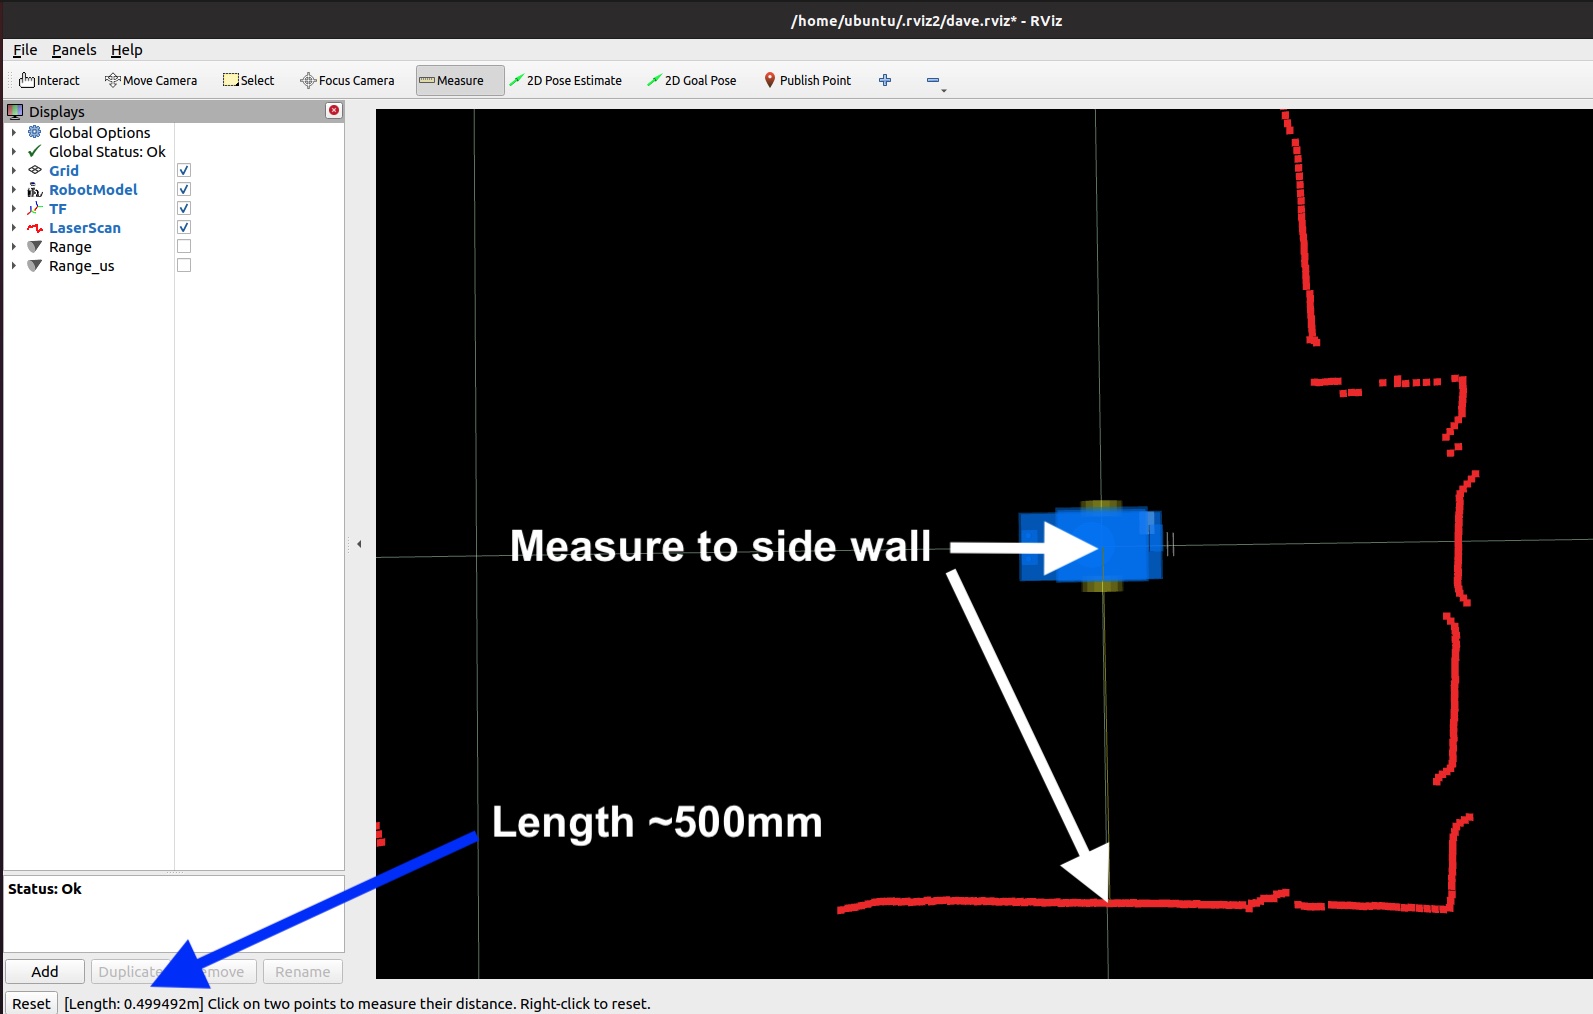 /home/ubuntu/.rviz2/dave.rviz* - RViz
File Panels Help
Interact Move Camera Select Focus Camera Measure 2D Pose Estimate 2D Goal Pose Publish Point
Displays
Global Options
Global Status: Ok
Grid
RobotModel
TF
LaserScan
Range
Range_us
Measure to side wall
Length ~500mm
Status: Ok
Add Rename
Reset [Length: 0.499492m] Click on two points to measure their distance. Right-click to reset.